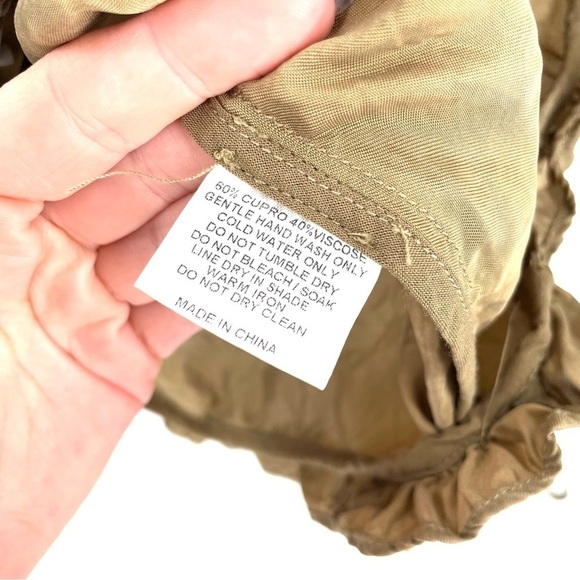 60% CUPRO 40% VISCOSE
GENTLE HAND WASH ONLY
COLD WATER ONLY
DO NOT TUMBLE DRY
DO NOT BLEACH / SOAK
LINE DRY IN SHADE
WARM IRON
DO NOT DRY CLEAN
MADE IN CHINA